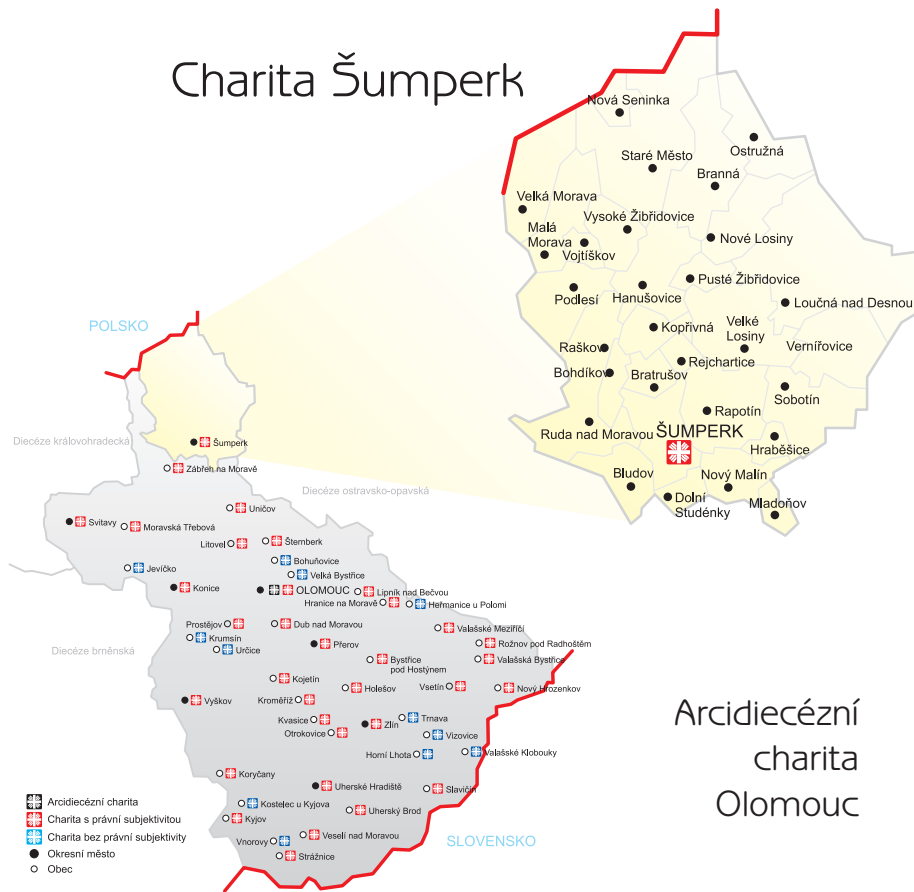 Charita Šumperk
Nová Seninka
Ostružná
Staré Město
Branná
Velká Morava
Vysoké Žibřidovice
Malá
Morava
Nové Losiny
Vojtíškov
Pusté Žibřidovice
Podlesí
Hanušovice
Loučná nad Desnou
Kopřivná
Velké
Losiny
Vernířovice
Raškov
Rejchartice
Bohdíkov
Bratrušov
Sobotín
Rapotín
Ruda nad Moravou
ŠUMPERK
Hraběšice
Bludov
Nový Malín
Dolní
Studénky
Mladoňov
POLSKO
Diecéze královohradecká
Šumperk
Zábřeh na Moravě
Diecéze ostravsko-opavská
Uničov
Svitavy
Moravská Třebová
Litovel
Šternberk
Bohuňovice
Jevíčko
Velká Bystřice
Konice
OLOMOUC
Lipník nad Bečvou
Hranice na Moravě
Heřmanice u Polomi
Prostějov
Dub nad Moravou
Valašské Meziříčí
Krumsín
Přerov
Rožnov pod Radhoštěm
Diecéze brněnská
Určice
Bystřice
pod Hostýnem
Valašská Bystřice
Kojetín
Holešov
Vsetín
Nový Hrozenkov
Vyškov
Kroměříž
Kvasice
Zlín
Trnava
Otrokovice
Vizovice
Horní Lhota
Valašské Klobouky
Koryčany
Uherské Hradiště
Slavičín
Kostelec u Kyjova
Uherský Brod
Kyjov
Veselí nad Moravou
Vnorovy
Strážnice
SLOVENSKO
Arcidiecézní
charita
Olomouc
Arcidiecézní charita
Charita s právní subjektivitou
Charita bez právní subjektivity
Okresní město
Obec